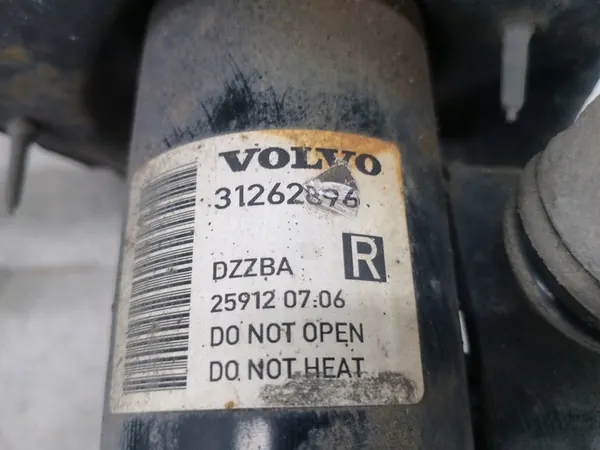 VOLVO
31262896
R
DZZBA
25912 07.06
DO NOT OPEN
DO NOT HEAT